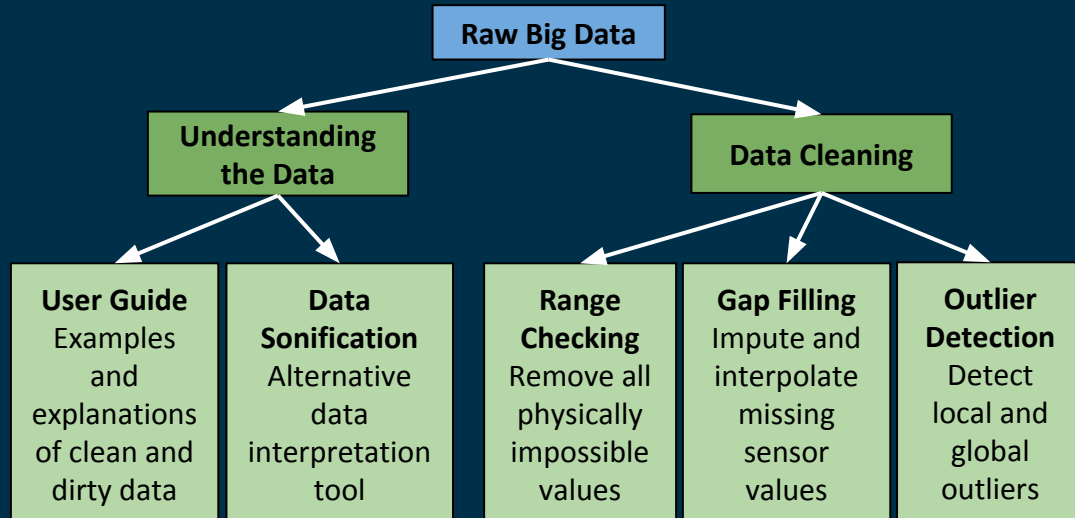 Raw Big Data
Understanding
the Data
Data Cleaning
User Guide
Examples
and
explanations
of clean and
dirty data
Data
Sonification
Alternative
data
interpretation
tool
Range
Checking
Remove all
physically
impossible
values
Gap Filling
Impute and
interpolate
missing
sensor
values
Outlier
Detection
Detect
local and
global
outliers